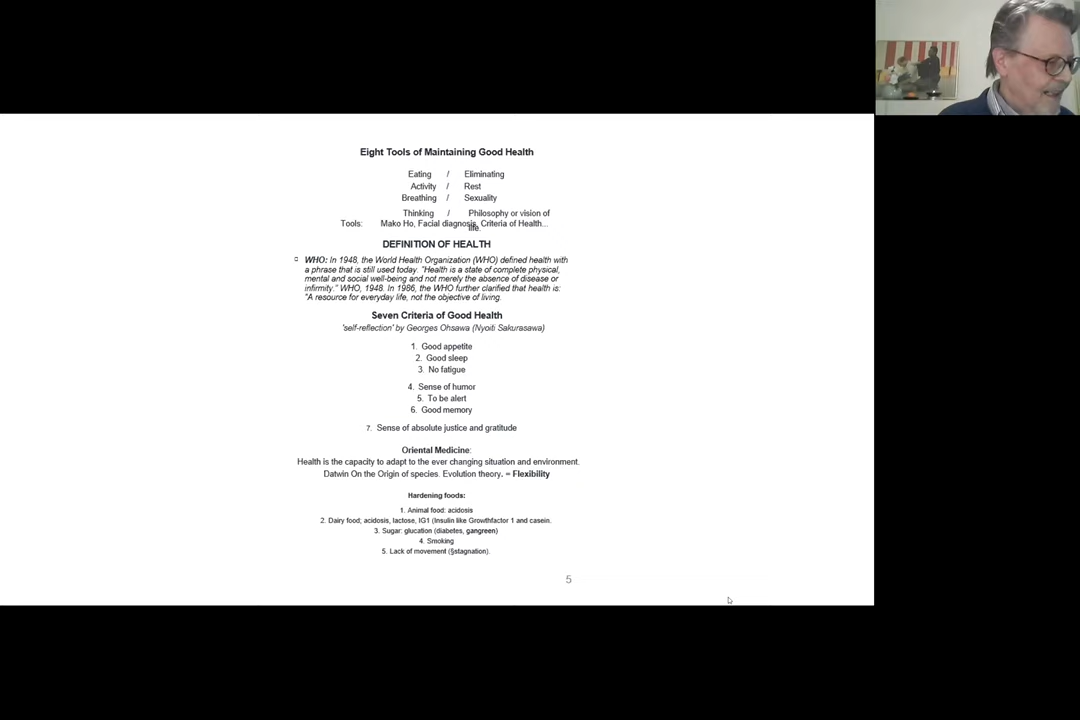 Eight Tools of Maintaining Good Health
Eating / Eliminating
Activity / Rest
Breathing / Sexuality
Thinking / Philosophy or vision of
life.
Tools: Mako Ho, Facial diagnosis, Criteria of Health...
DEFINITION OF HEALTH
WHO: In 1948, the World Health Organization (WHO) defined health with
a phrase that is still used today. "Health is a state of complete physical,
mental and social well-being and not merely the absence of disease or
infirmity." WHO, 1948. In 1986, the WHO further clarified that health is:
"A resource for everyday life, not the objective of living.
Seven Criteria of Good Health
'self-reflection' by Georges Ohsawa (Nyoiti Sakurasawa)
1. Good appetite
2. Good sleep
3. No fatigue
4. Sense of humor
5. To be alert
6. Good memory
7. Sense of absolute justice and gratitude
Oriental Medicine:
Health is the capacity to adapt to the ever changing situation and environment.
Datwin On the Origin of species. Evolution theory. = Flexibility
Hardening foods:
1. Animal food: acidosis
2. Dairy food; acidosis, lactose, IG1 (Insulin like Growthfactor 1 and casein.
3. Sugar: glucation (diabetes, gangreen)
4. Smoking
5. Lack of movement (§stagnation).
5